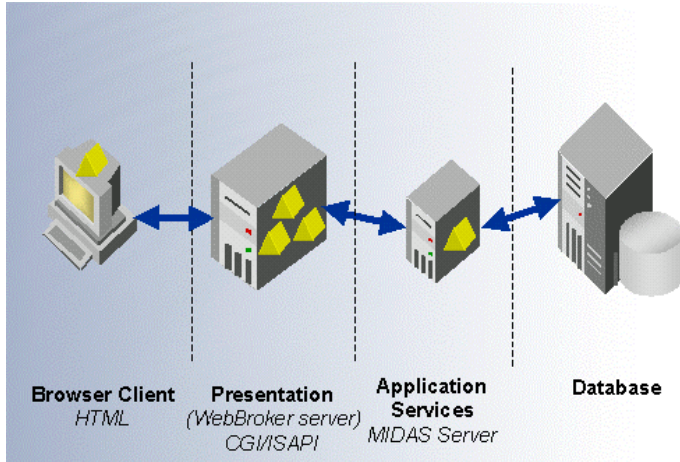 Browser Client
HTML
Presentation
(WebBroker server)
CGI/ISAPI
Application
Services
MIDAS Server
Database